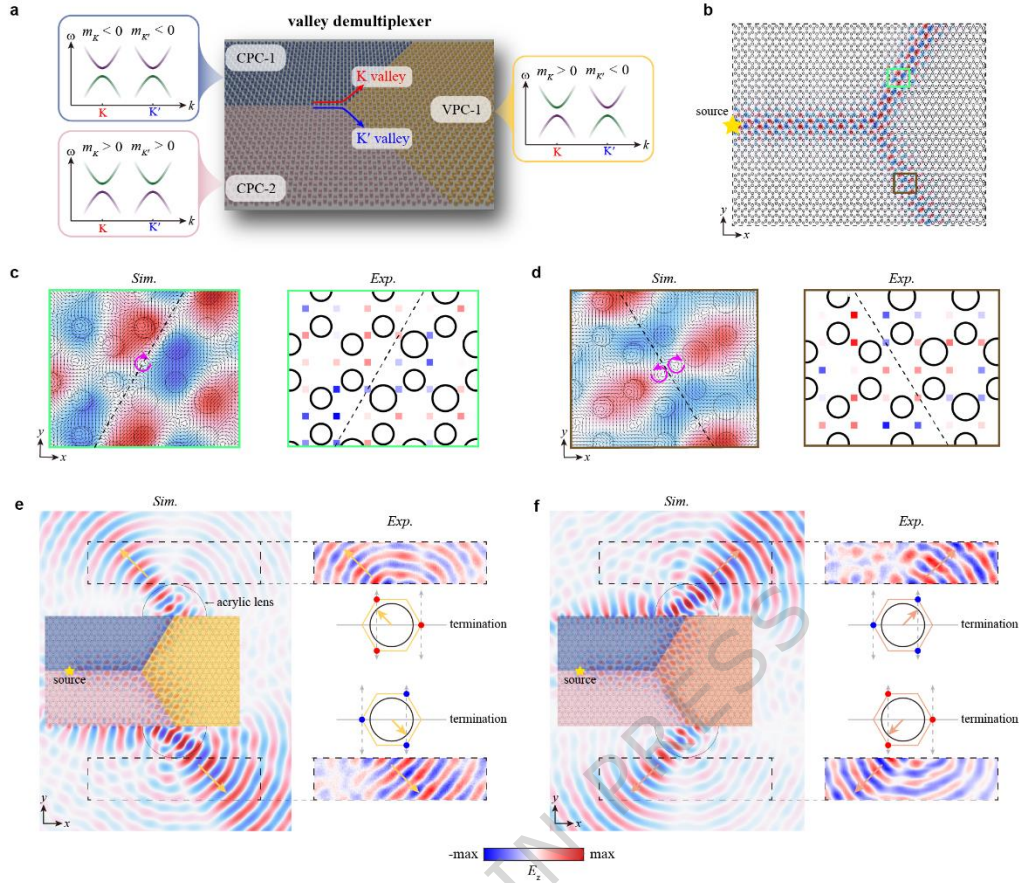 a
valley demultiplexer
b
m_K < 0 m_K' < 0
ω
K K' k
CPC-1
K valley
VPC-1
K' valley
CPC-2
m_K > 0 m_K' > 0
ω
K K' k
m_K > 0 m_K' < 0
ω
K K' k
source
y
x
c
Sim.
Exp.
d
Sim.
Exp.
y
x
y
x
e
Sim.
Exp.
f
Sim.
Exp.
acrylic lens
termination
termination
source
source
termination
termination
y
x
y
x
IN PRESS
-max max
E_z